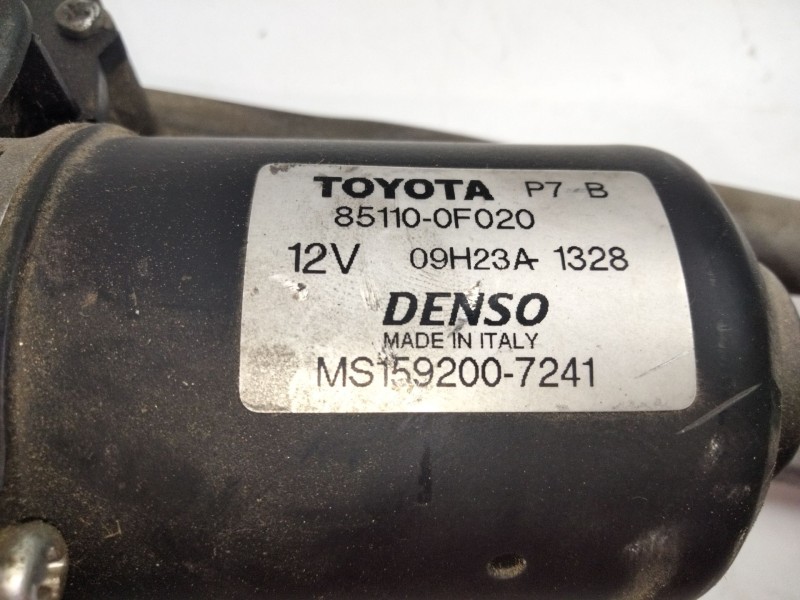 TOYOTA P7 B
85110-0F020
12V 09H23A 1328
DENSO
MADE IN ITALY
MS159200-7241